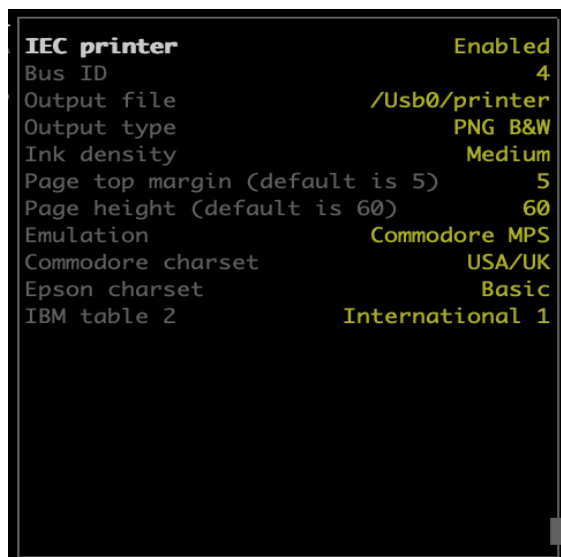 IEC printer Enabled
Bus ID 4
Output file /Usb0/printer
Output type PNG B&W
Ink density Medium
Page top margin (default is 5) 5
Page height (default is 60) 60
Emulation Commodore MPS
Commodore charset USA/UK
Epson charset Basic
IBM table 2 International 1